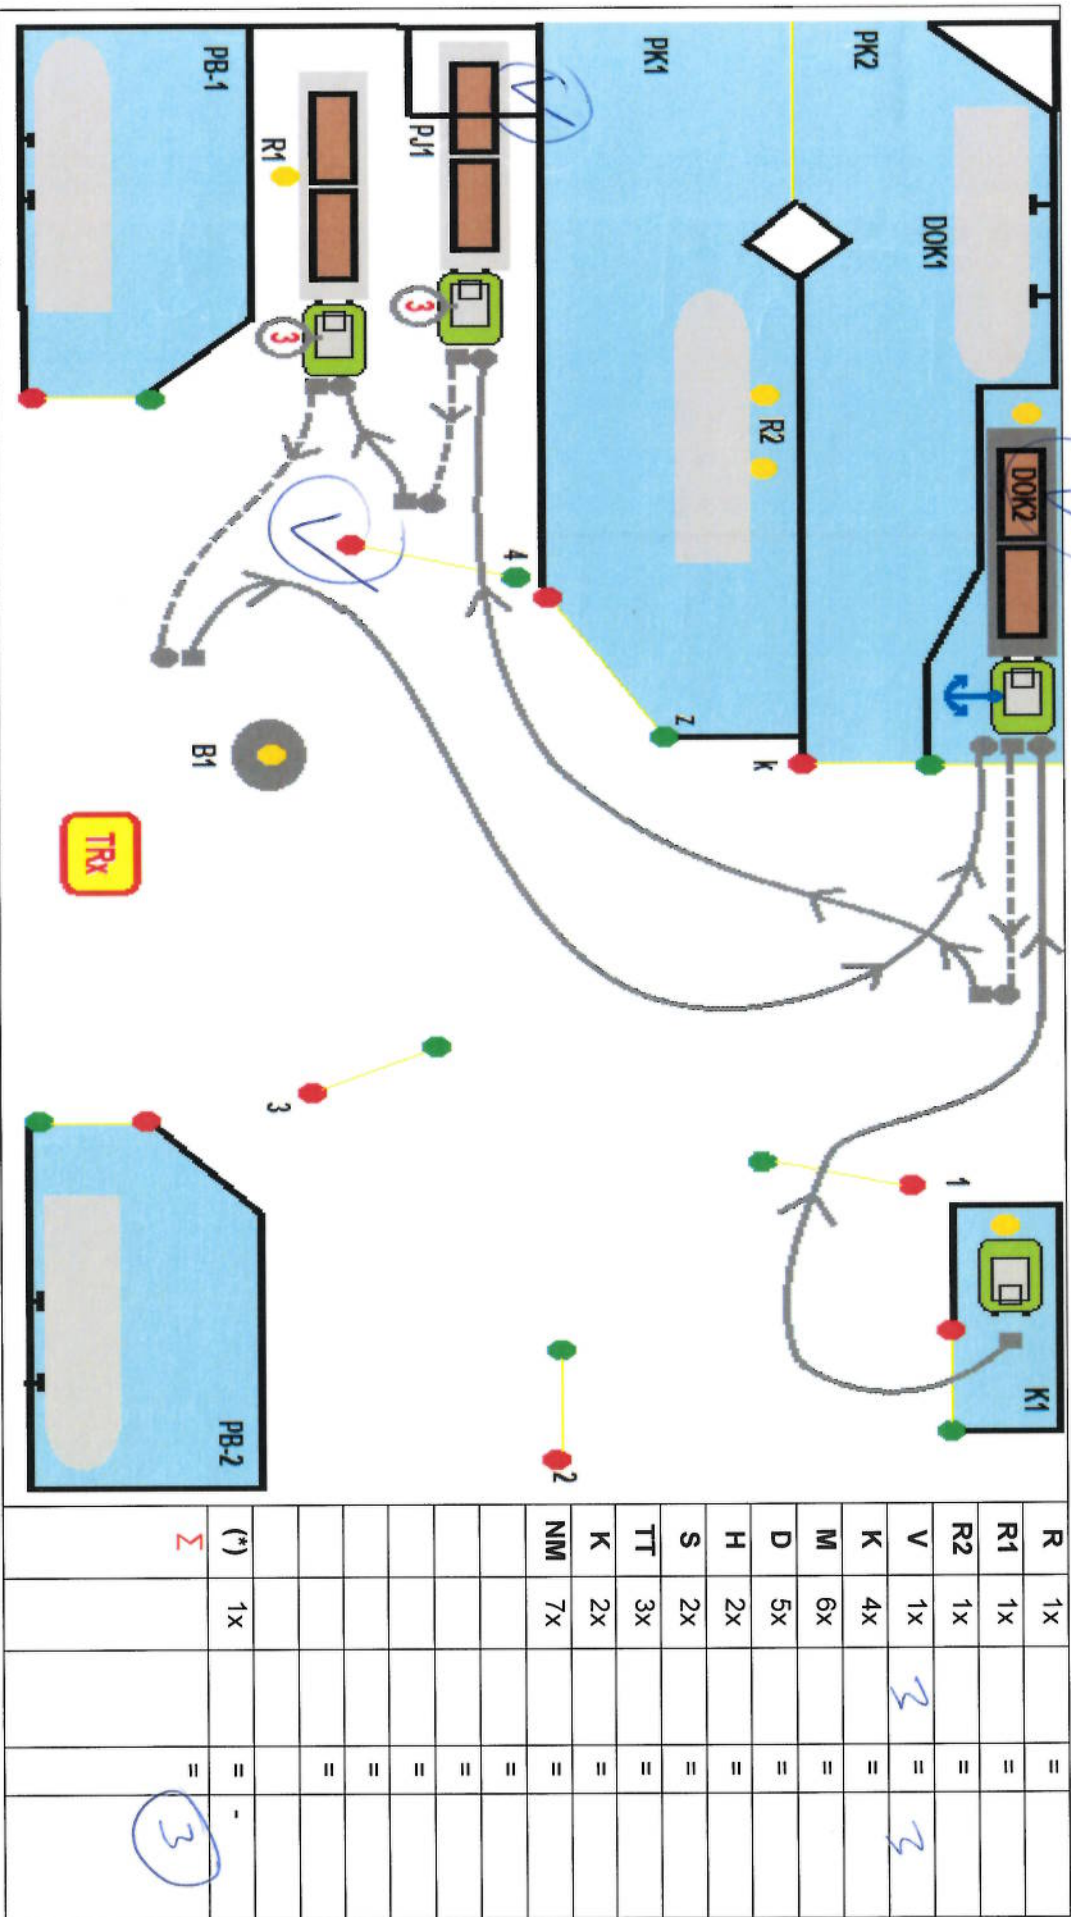 K1
DOK2
1
DOK1
PK2
R2
k
Z
PK1
2
V
4
PJ1
3
V
3
3
R1
PB-2
PB-1
B1
TRx
R 1x =
R1 1x =
R2 1x =
V 1x 3 = 3
K 4x =
M 6x =
D 5x =
H 2x =
S 2x =
TT 3x =
K 2x =
NM 7x =
=
=
=
=
=
(*) 1x = -
Σ = 3